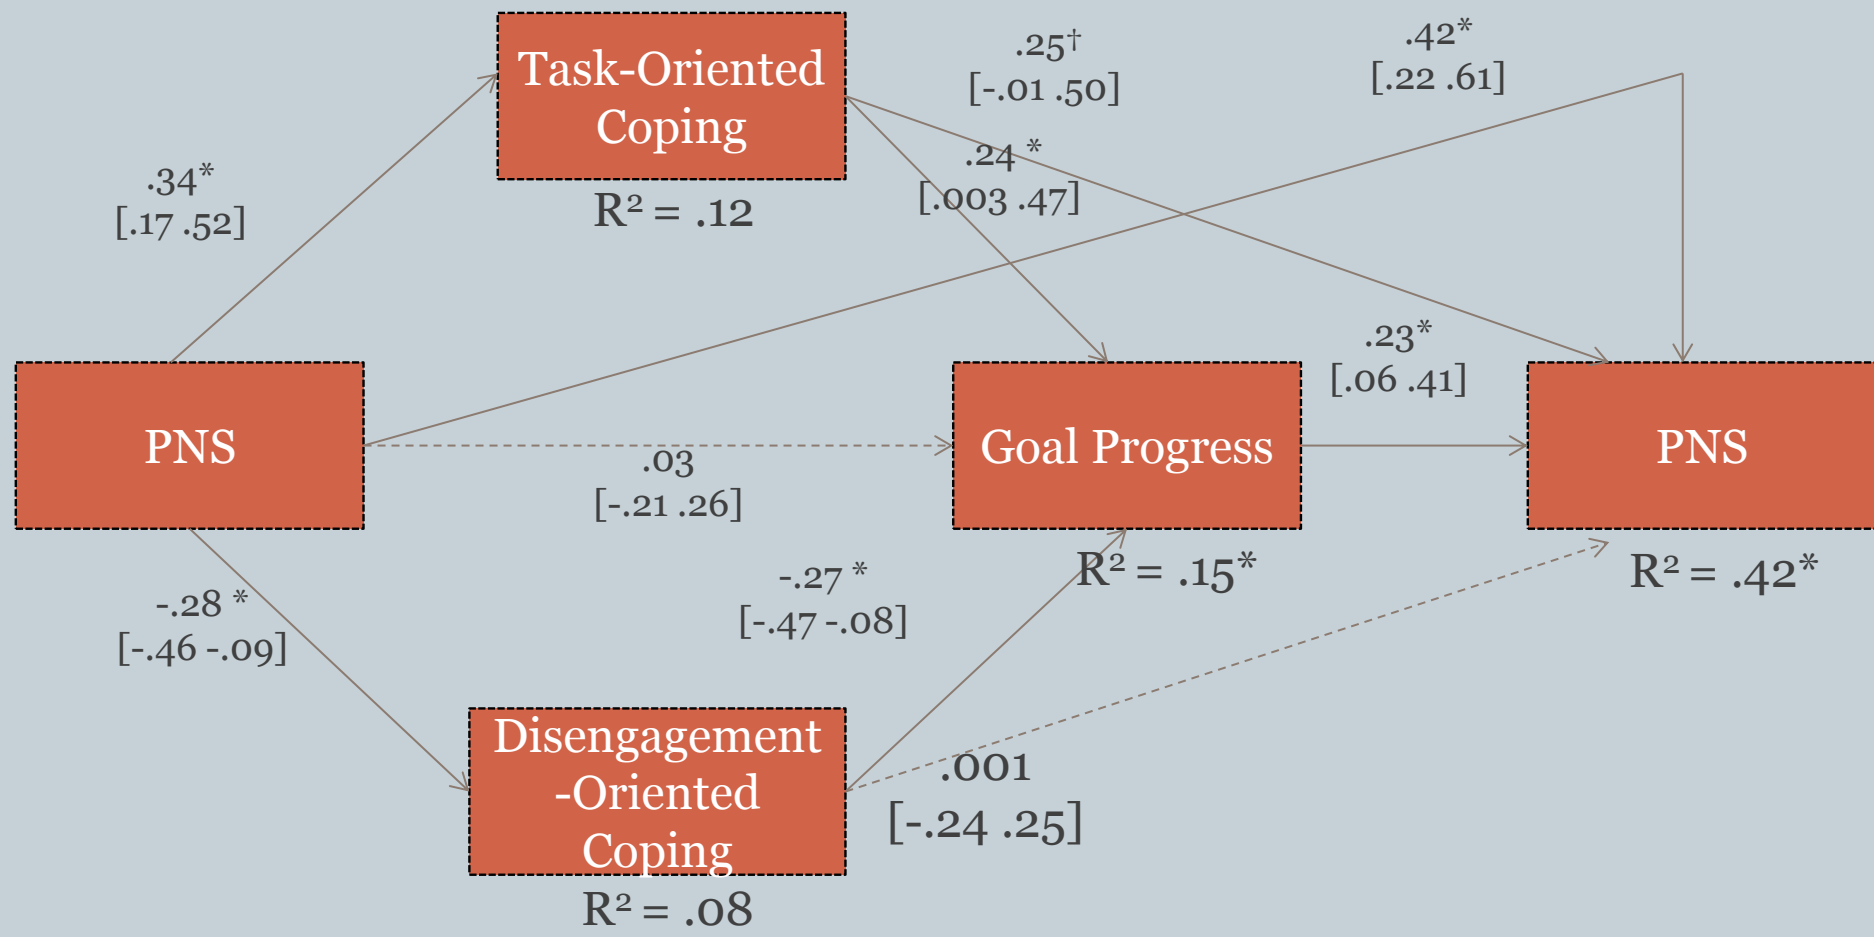 Task-Oriented
Coping
R² = .12
.25†
[-.01 .50]
.42*
[.22 .61]
.24 *
[.003 .47]
.34*
[.17 .52]
PNS
.03
[-.21 .26]
Goal Progress
R² = .15*
.23*
[.06 .41]
PNS
R² = .42*
-.28 *
[-.46 -.09]
-.27 *
[-.47 -.08]
Disengagement
-Oriented
Coping
R² = .08
.001
[-.24 .25]